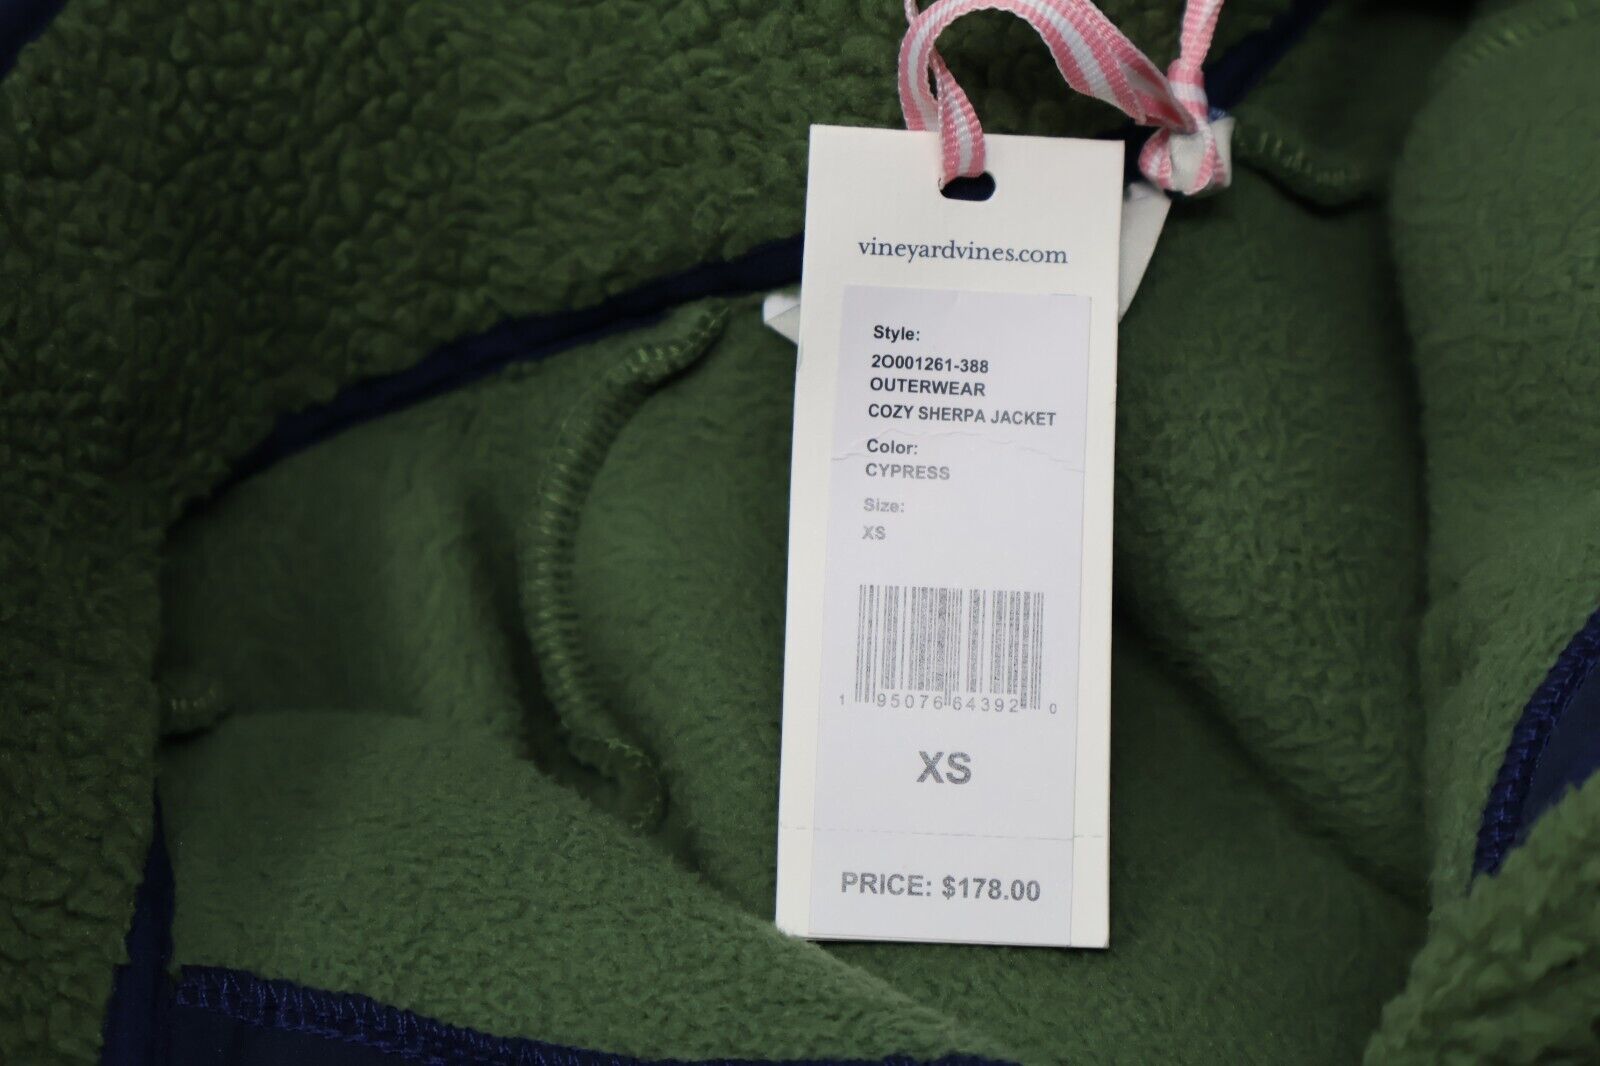 vineyardvines.com
Style:
2O001261-388
OUTERWEAR
COZY SHERPA JACKET
Color:
CYPRESS
Size:
XS
1 95076 64392 0
XS
PRICE: $178.00